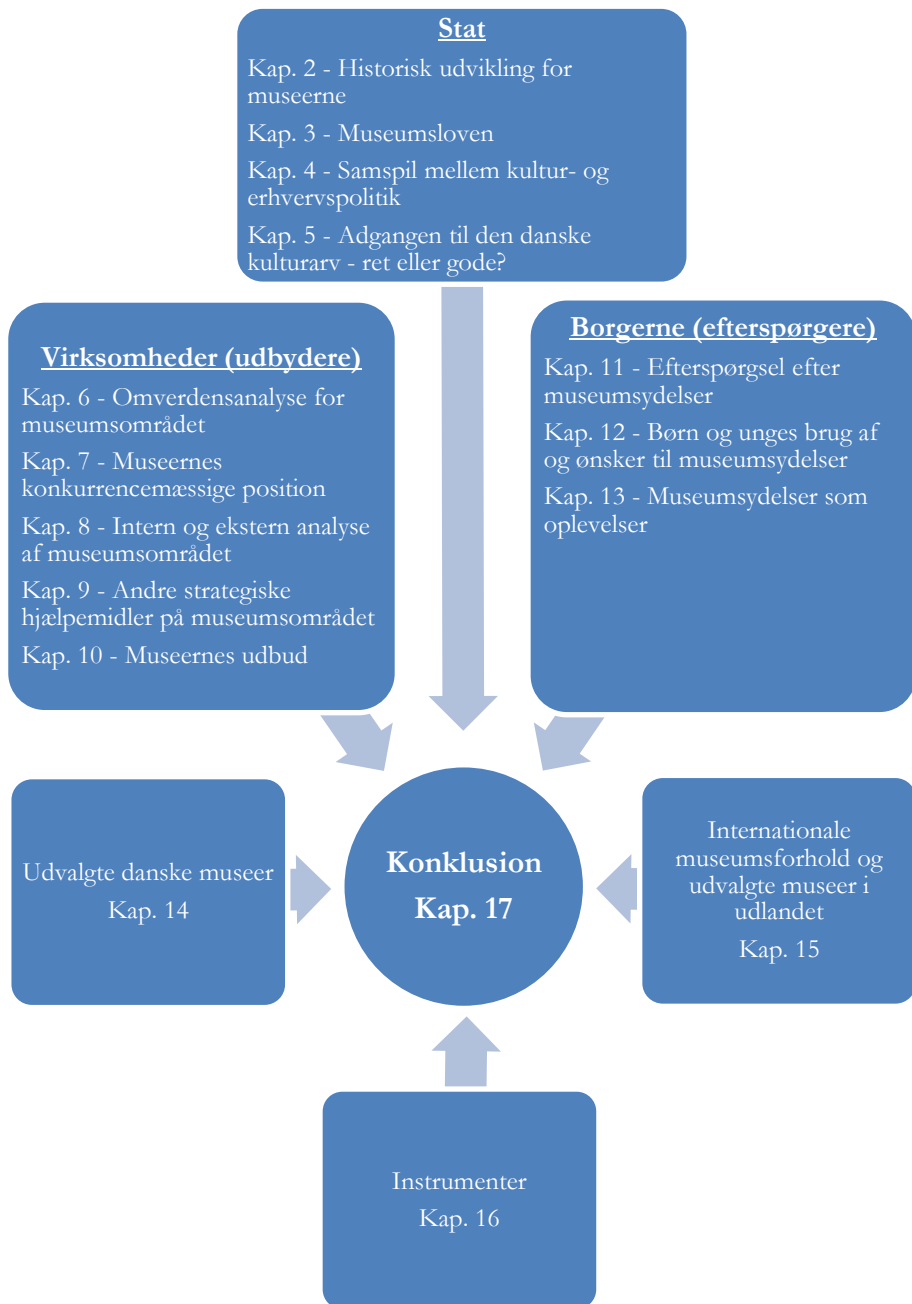 Stat
Kap. 2 - Historisk udvikling for
museerne
Kap. 3 - Museumsloven
Kap. 4 - Samspil mellem kultur- og
erhvervspolitik
Kap. 5 - Adgangen til den danske
kulturarv - ret eller gode?
Virksomheder (udbydere)
Kap. 6 - Omverdensanalyse for
museumsområdet
Kap. 7 - Museernes
konkurrencemæssige position
Kap. 8 - Intern og ekstern analyse
af museumsområdet
Kap. 9 - Andre strategiske
hjælpemidler på museumsområdet
Kap. 10 - Museernes udbud
Borgerne (efterspørgere)
Kap. 11 - Efterspørgsel efter
museumsydelser
Kap. 12 - Børn og unges brug af
og ønsker til museumsydelser
Kap. 13 - Museumsydelser som
oplevelser
Udvalgte danske museer
Kap. 14
Konklusion
Kap. 17
Internationale
museumsforhold og
udvalgte museer i
udlandet
Kap. 15
Instrumenter
Kap. 16